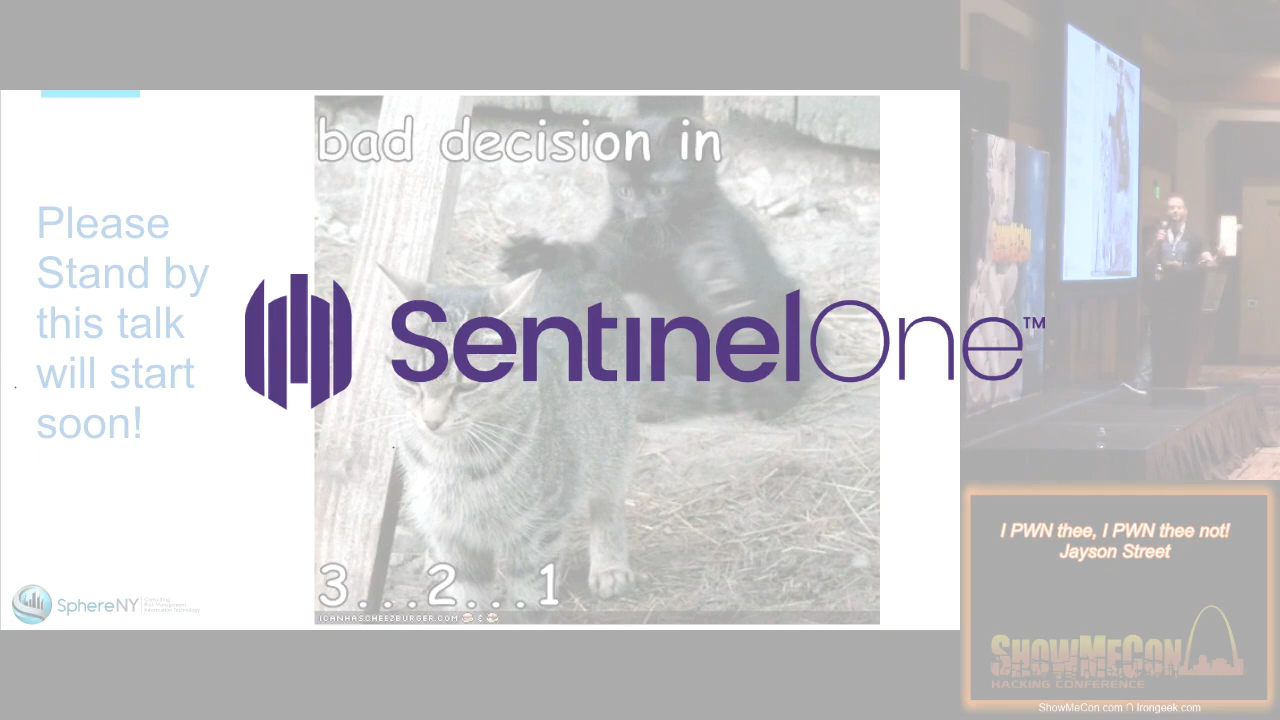 Please
Stand by
this talk
will start
soon!
bad decision in
3...2...1
ICANHASCHEEZBURGER.COM
SphereNY
SentinelOne™
I PWN thee, I PWN thee not!
Jayson Street
SHOWMECON
HACKING CONFERENCE
ShowMeCon.com ∩ Irongeek.com